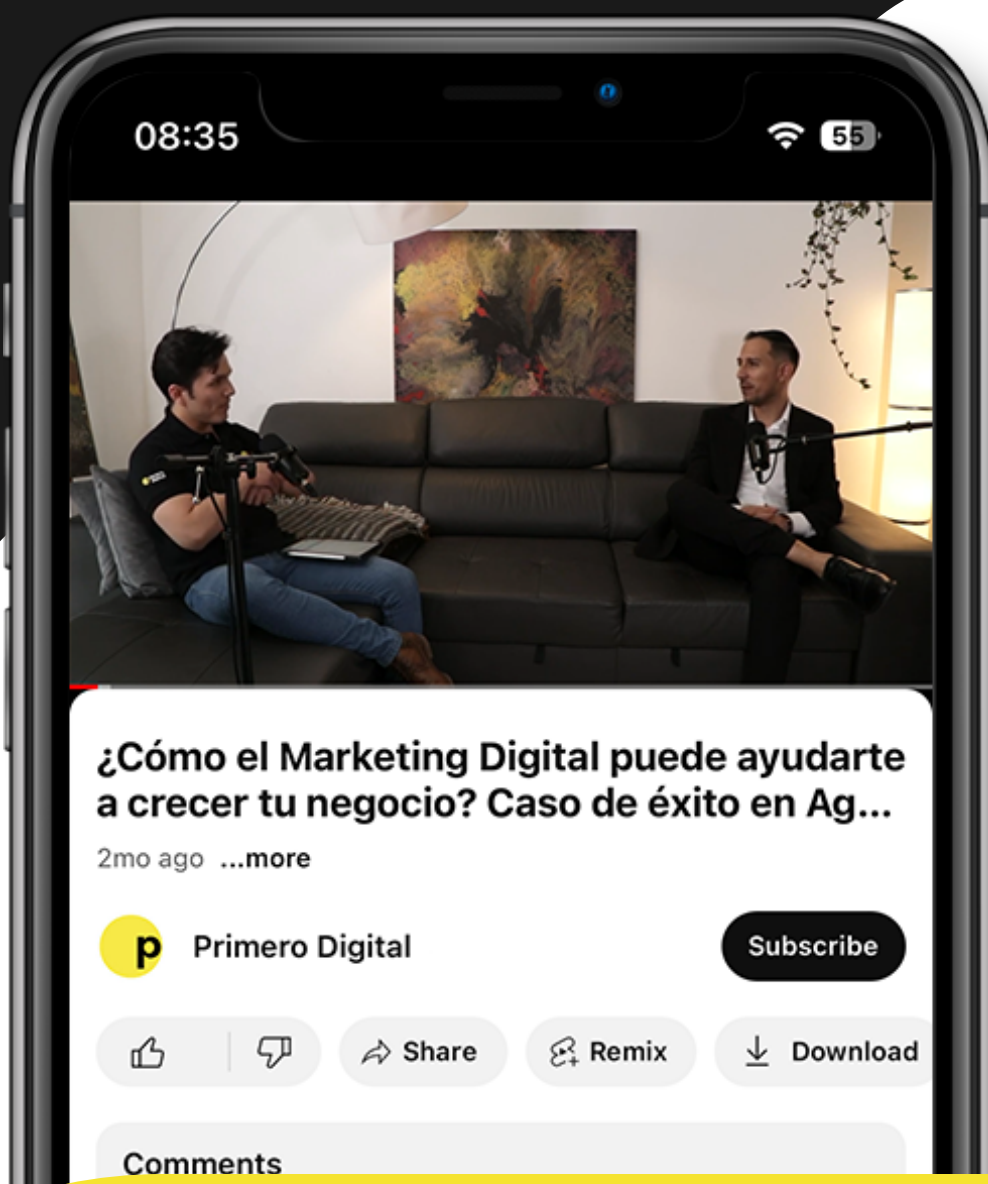 08:35
55
¿Cómo el Marketing Digital puede ayudarte
a crecer tu negocio? Caso de éxito en Ag...
2mo ago ...more
p
Primero Digital
Subscribe
Share
Remix
Download
Comments